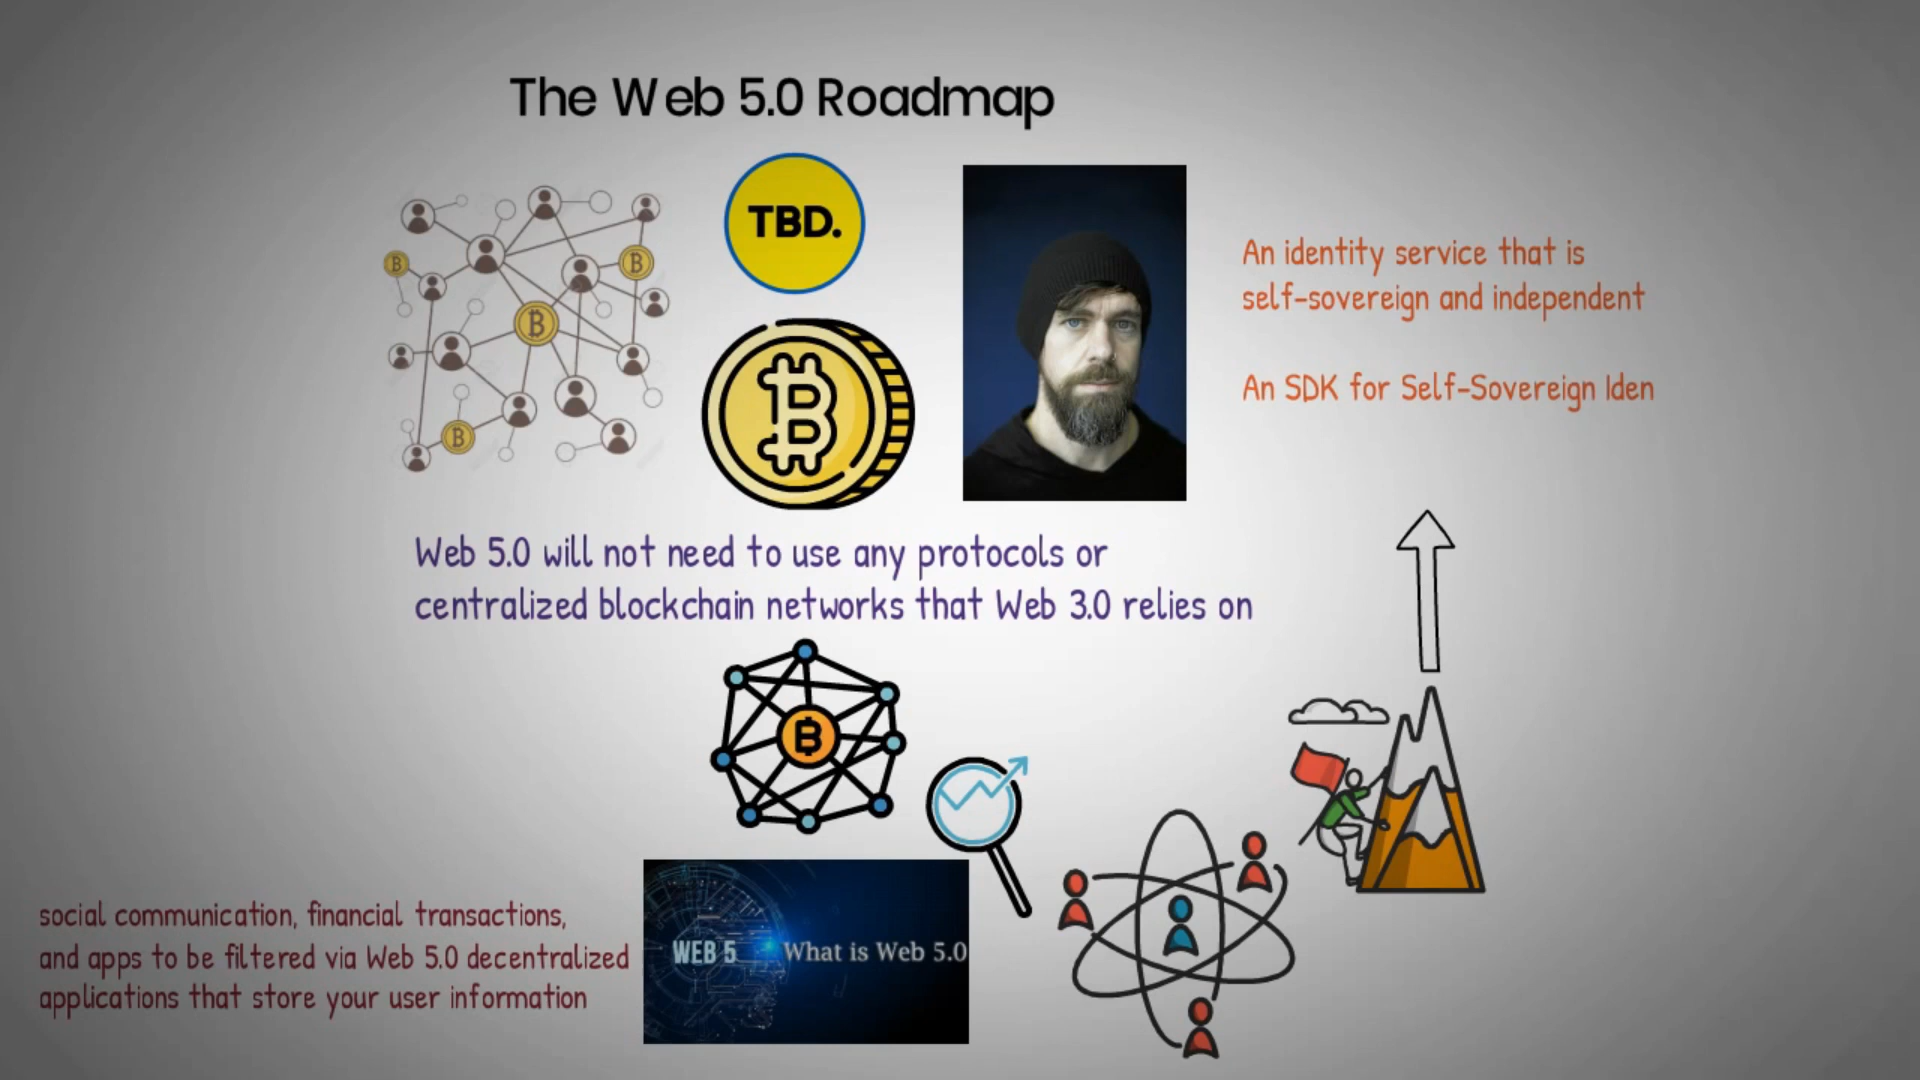 The Web 5.0 Roadmap
TBD.
An identity service that is
self-sovereign and independent
An SDK for Self-Sovereign Iden
Web 5.0 will not need to use any protocols or
centralized blockchain networks that Web 3.0 relies on
social communication, financial transactions,
and apps to be filtered via Web 5.0 decentralized
applications that store your user information
WEB 5
What is Web 5.0